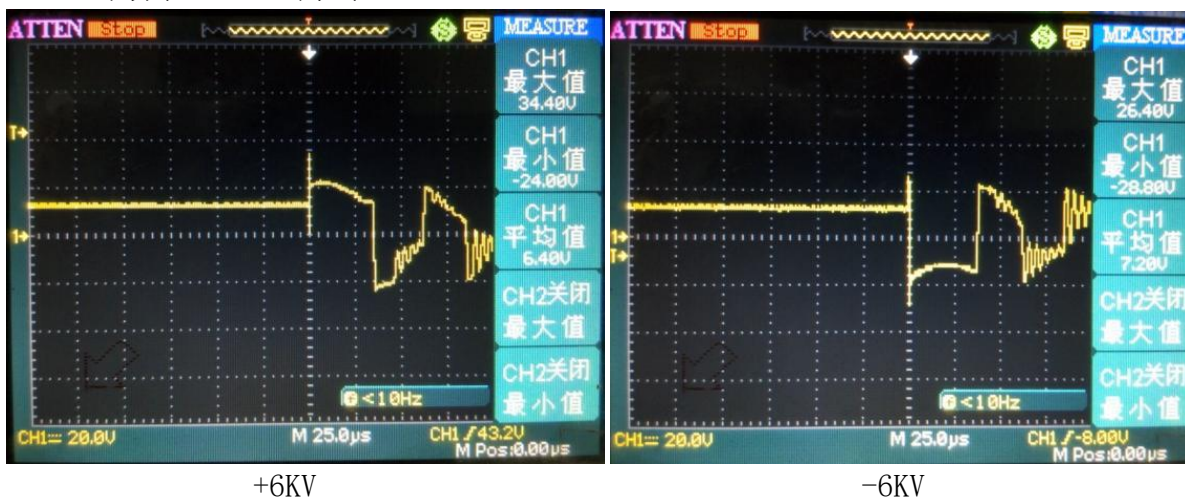 ATTEN Stop T MEASURE
CH1
最大值
34.40V
T→
CH1
最小值
-24.00V
1→
CH1
平均值
6.40V
CH2关闭
最大值
CH2关闭
最小值
<10Hz
CH1 20.0V M 25.0μs CH1 43.2V
M Pos:0.00μs
+6KV
ATTEN Stop T MEASURE
CH1
最大值
26.40V
CH1
最小值
-28.80V
1→
T→
CH1
平均值
7.20V
CH2关闭
最大值
CH2关闭
最小值
<10Hz
CH1 20.0V M 25.0μs CH1 -8.00V
M Pos:0.00μs
-6KV